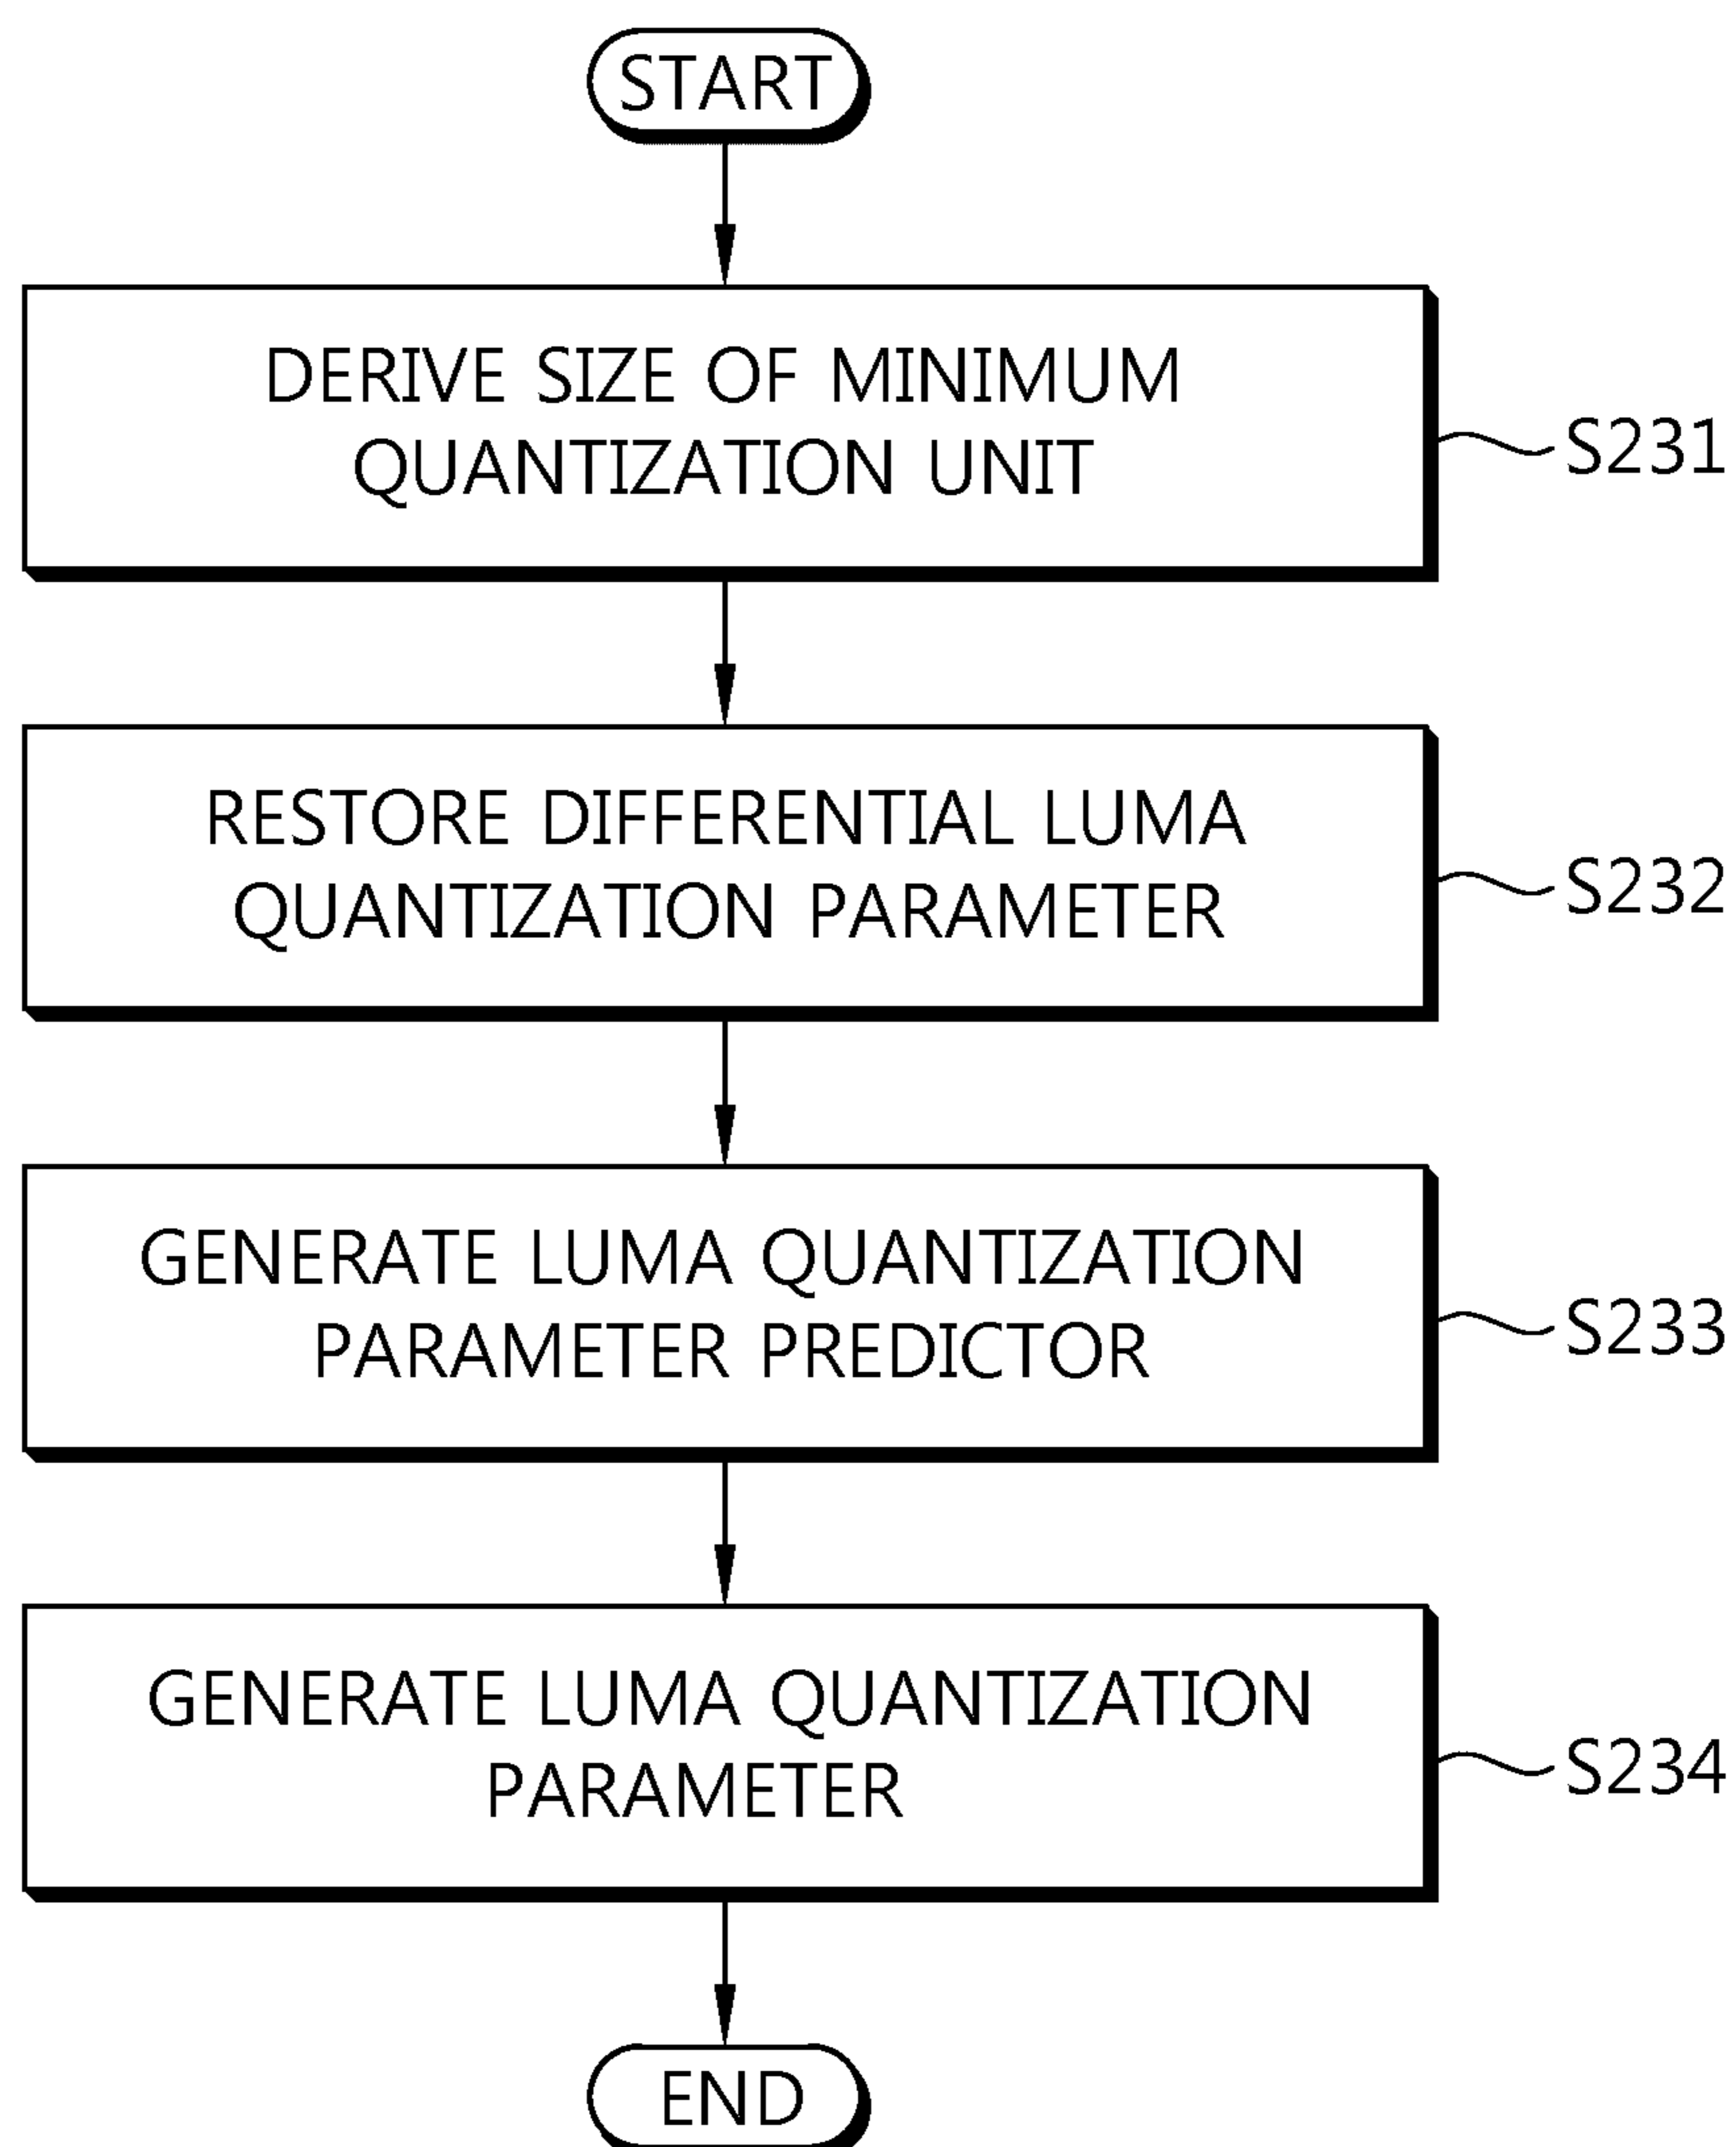 START
DERIVE SIZE OF MINIMUM
QUANTIZATION UNIT
S231
RESTORE DIFFERENTIAL LUMA
QUANTIZATION PARAMETER
S232
GENERATE LUMA QUANTIZATION
PARAMETER PREDICTOR
S233
GENERATE LUMA QUANTIZATION
PARAMETER
S234
END